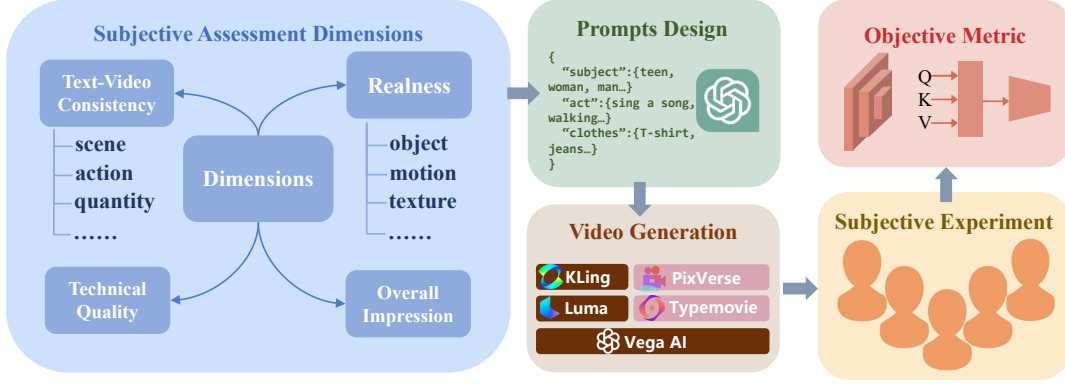 Subjective Assessment Dimensions
Text-Video
Consistency
scene
action
quantity
......
Realness
object
motion
texture
......
Dimensions
Technical
Quality
Overall
Impression
Prompts Design
{
“subject”:{teen,
woman, man…}
“act”:{sing a song,
walking…}
“clothes”:{T-shirt,
jeans…}
}
Video Generation
KLing
PixVerse
Luma
Typemovie
Vega AI
Objective Metric
Q
K
V
Subjective Experiment